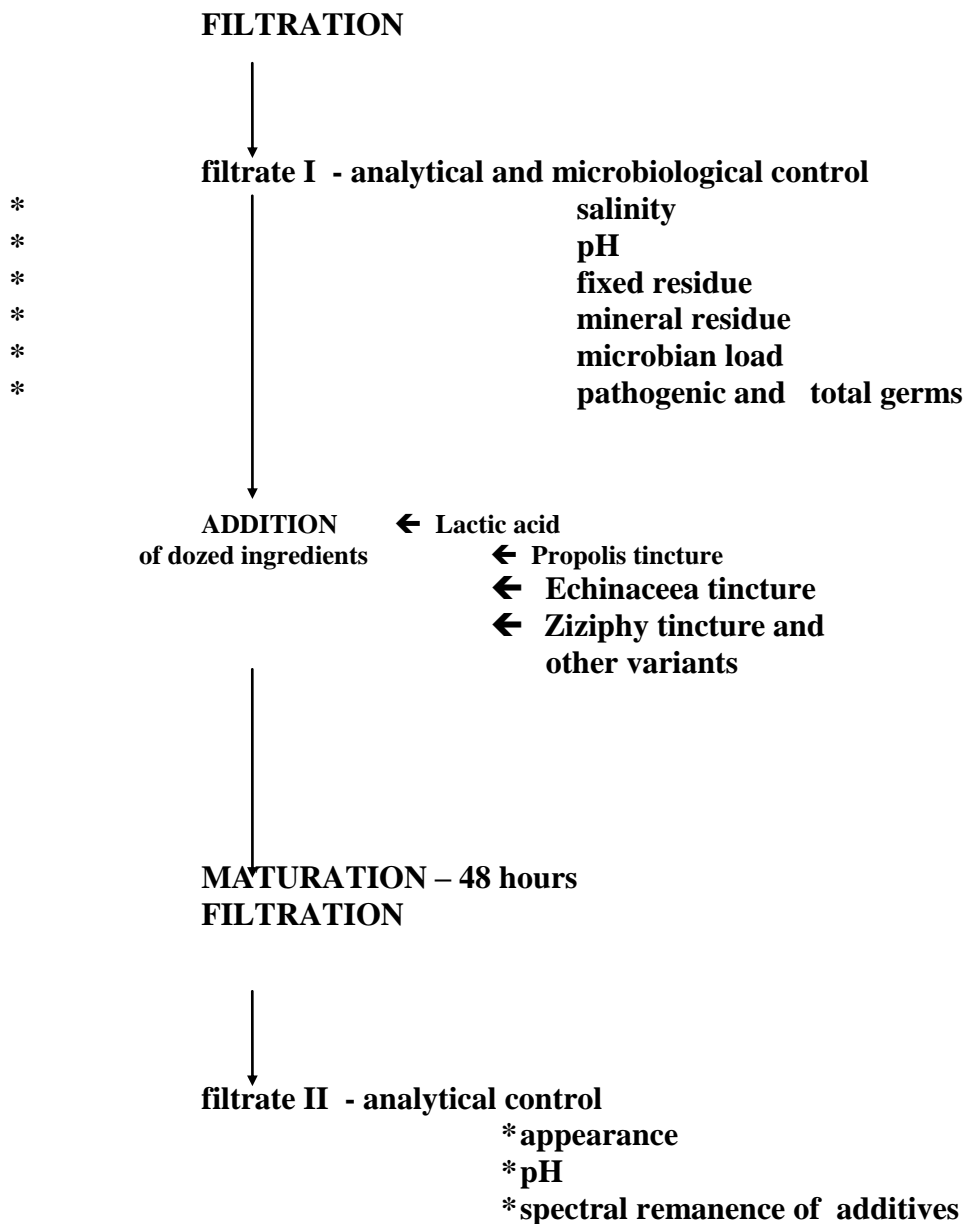 FILTRATION
filtrate I - analytical and microbiological control
* salinity
* pH
* fixed residue
* mineral residue
* microbian load
* pathogenic and total germs
ADDITION ← Lactic acid
of dozed ingredients ← Propolis tincture
← Echinaceea tincture
← Ziziphy tincture and
other variants
MATURATION – 48 hours
FILTRATION
filtrate II - analytical control
* appearance
* pH
* spectral remanence of additives